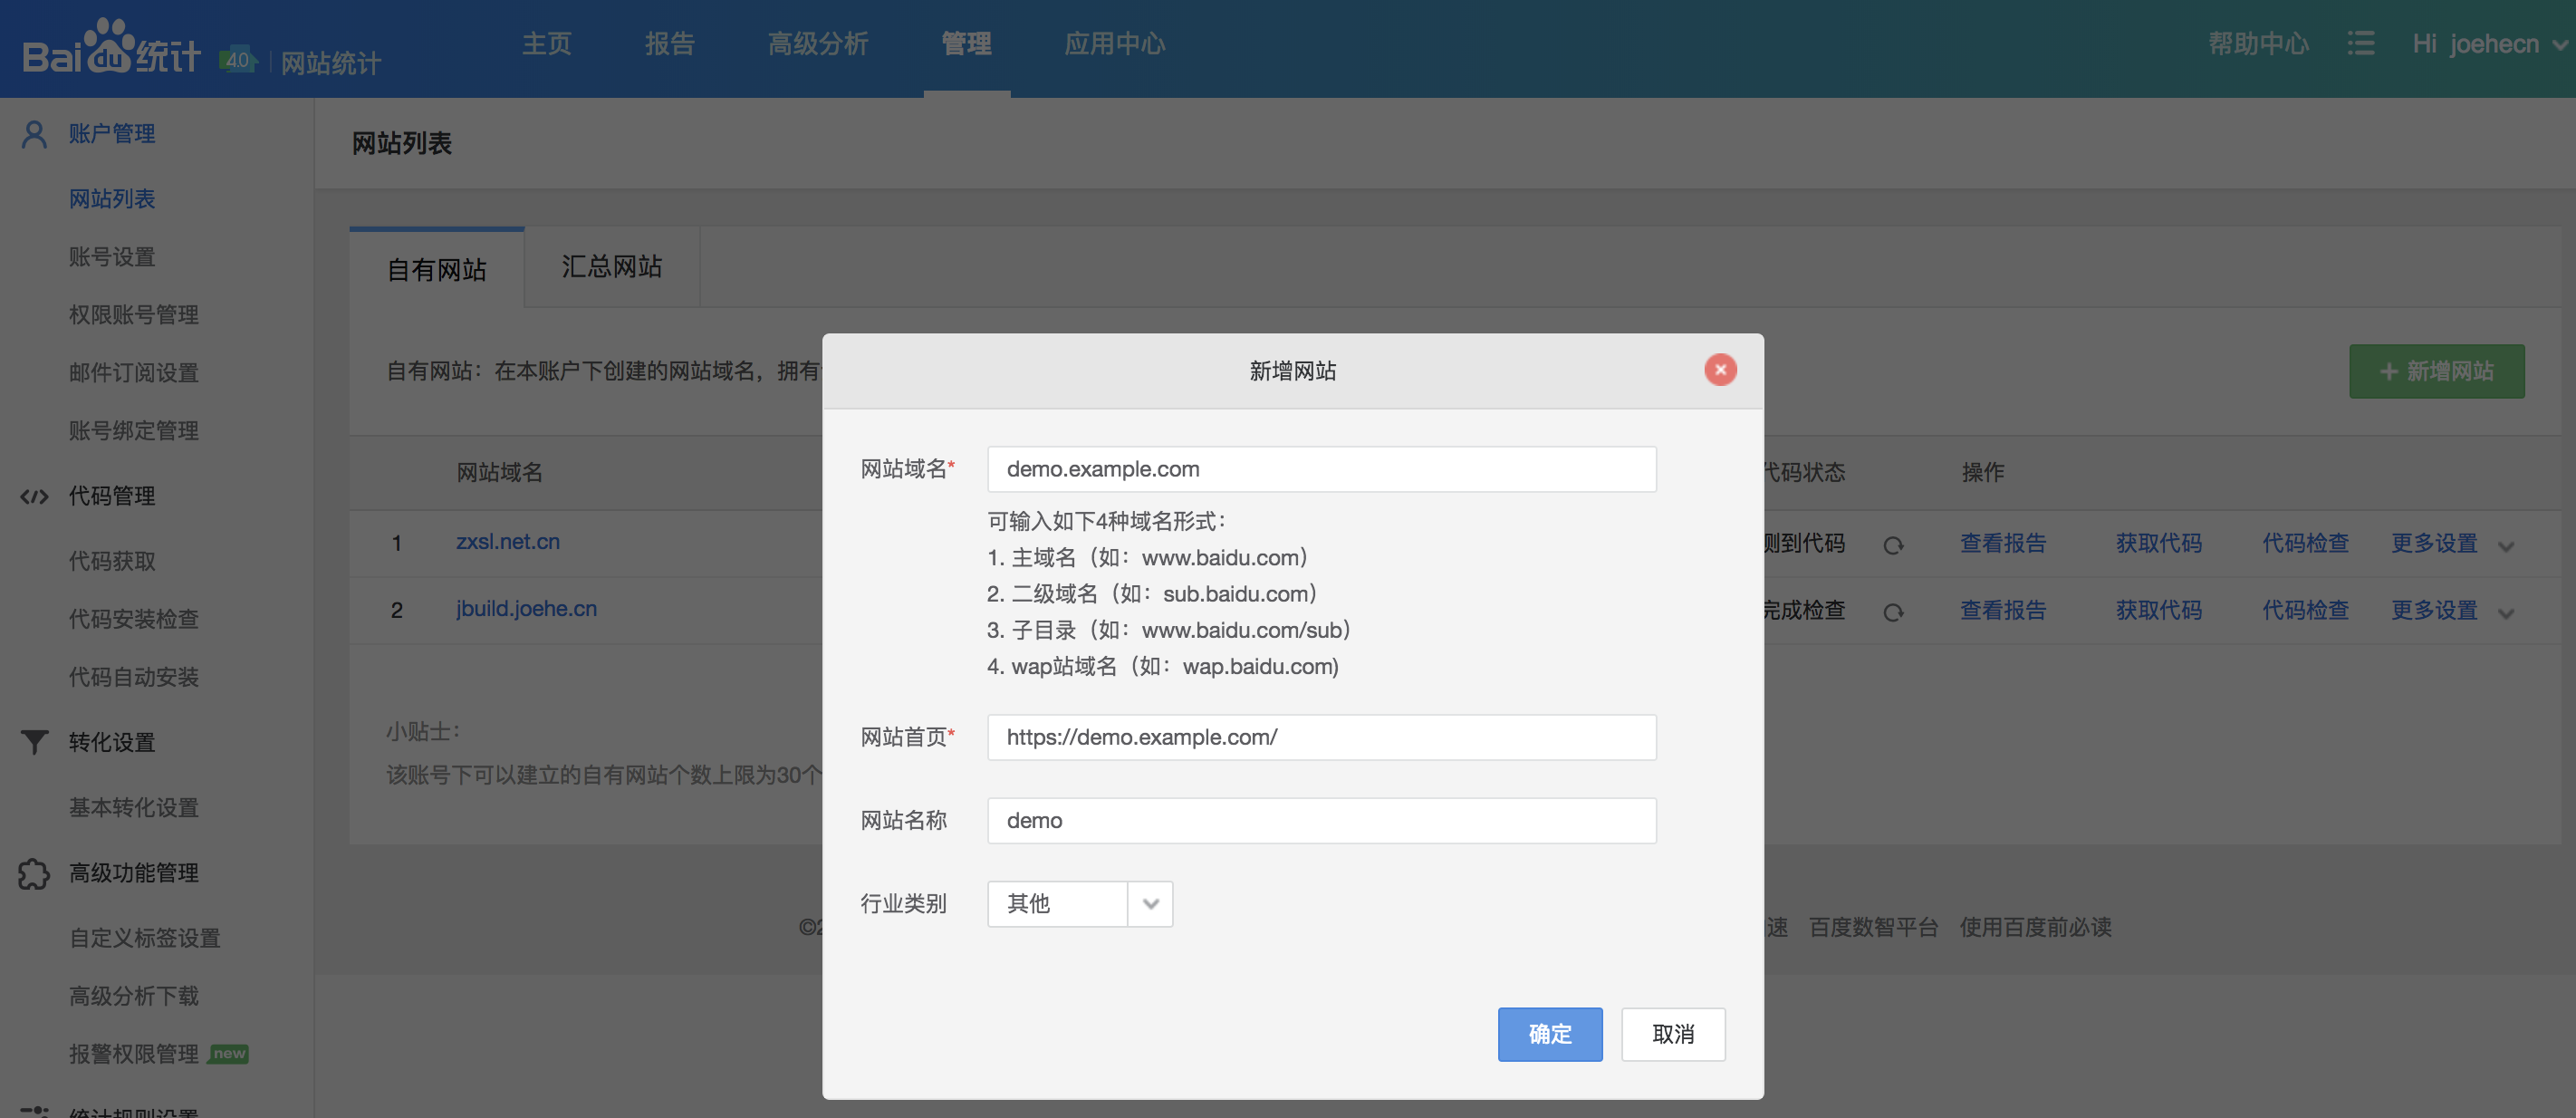 Bai du 统计 4.0 网站统计
主页 报告 高级分析 管理 应用中心
帮助中心 Hi joehecn
账户管理
网站列表
账号设置
权限账号管理
邮件订阅设置
账号绑定管理
代码管理
代码获取
代码安装检查
代码自动安装
转化设置
基本转化设置
高级功能管理
自定义标签设置
高级分析下载
报警权限管理 new
统计规则设置
网站列表
自有网站 汇总网站
自有网站：在本账户下创建的网站域名，拥有
+ 新增网站
网站域名 代码状态 操作
1 zxsl.net.cn 测到代码 查看报告 获取代码 代码检查 更多设置
2 jbuild.joehe.cn 完成检查 查看报告 获取代码 代码检查 更多设置
小贴士：
该账号下可以建立的自有网站个数上限为30个
©2 速 百度数智平台 使用百度前必读
新增网站
网站域名* demo.example.com
可输入如下4种域名形式：
1. 主域名（如：www.baidu.com）
2. 二级域名（如：sub.baidu.com）
3. 子目录（如：www.baidu.com/sub）
4. wap站域名（如：wap.baidu.com)
网站首页* https://demo.example.com/
网站名称 demo
行业类别 其他
确定 取消